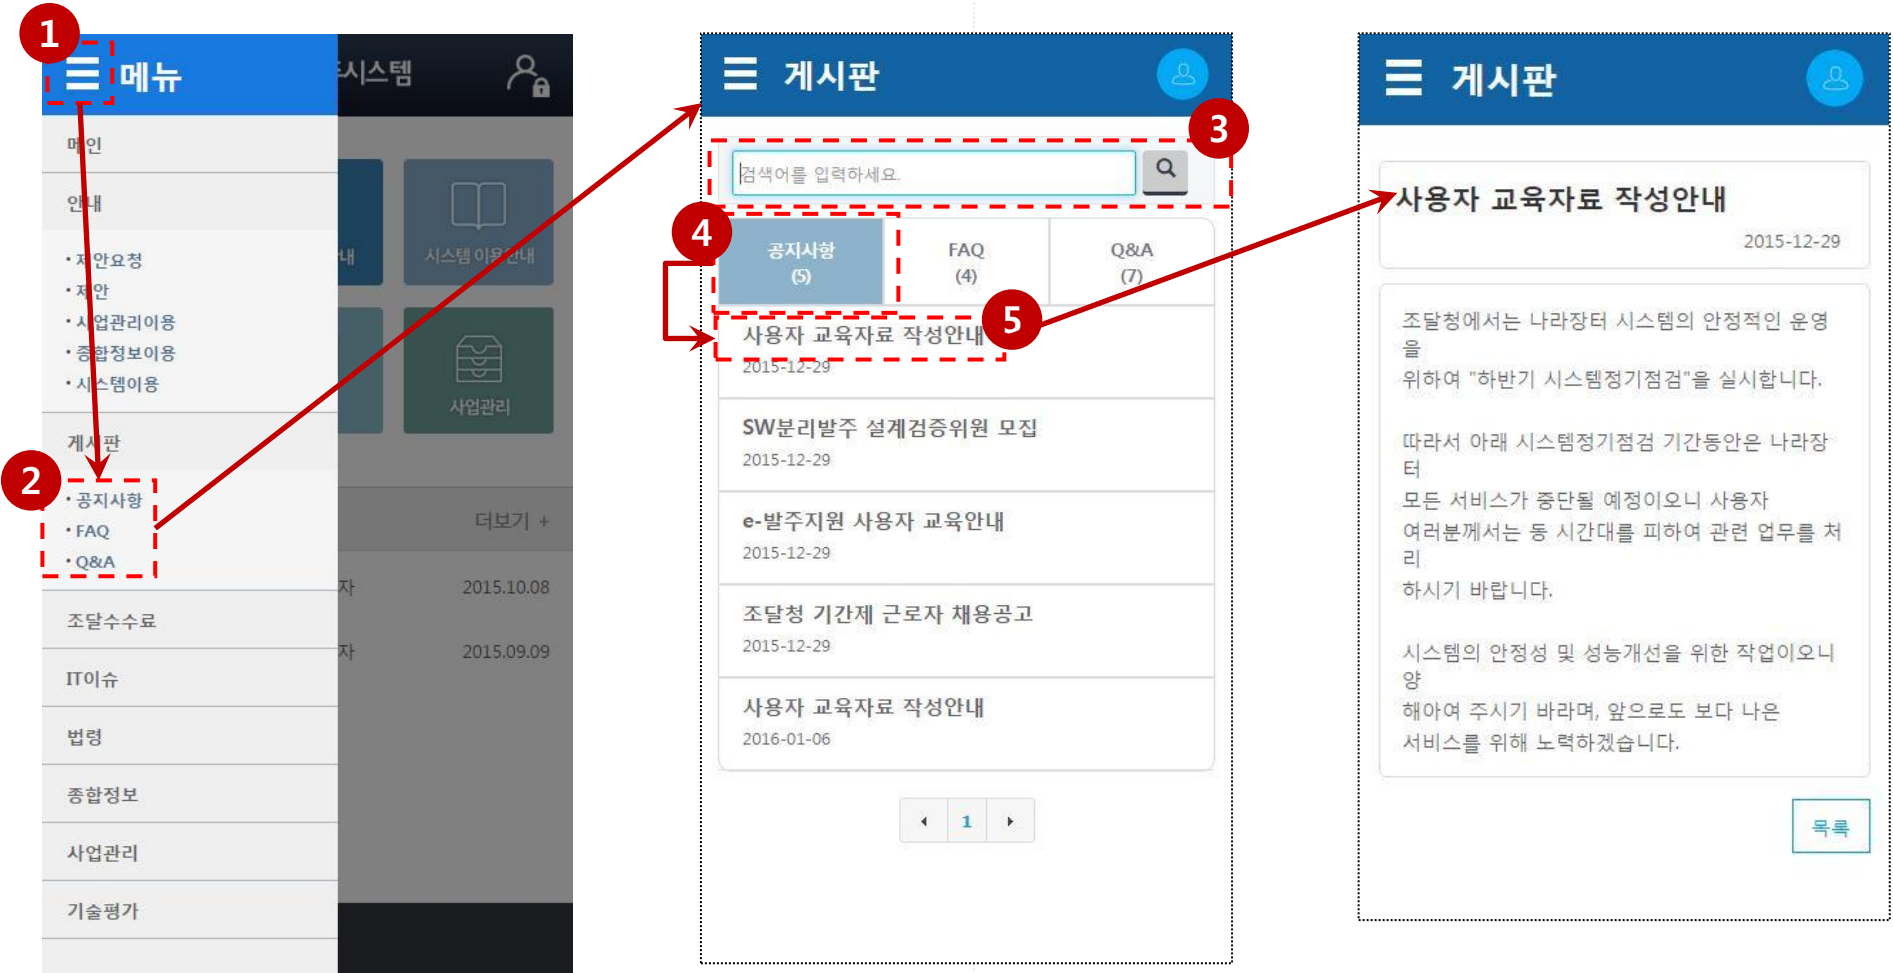 1
메뉴
메인
안내
• 제안요청
• 제안
• 사업관리이용
• 종합정보이용
• 시스템이용
게시판
2
• 공지사항
• FAQ
• Q&A
조달수수료
IT이슈
법령
종합정보
사업관리
기술평가
시스템
내
시스템 이용안내
사업관리
더보기 +
자 2015.10.08
자 2015.09.09
게시판
3
검색어를 입력하세요.
4
공지사항
(5)
FAQ
(4)
Q&A
(7)
5
사용자 교육자료 작성안내
2015-12-29
SW분리발주 설계검증위원 모집
2015-12-29
e-발주지원 사용자 교육안내
2015-12-29
조달청 기간제 근로자 채용공고
2015-12-29
사용자 교육자료 작성안내
2016-01-06
1
게시판
사용자 교육자료 작성안내
2015-12-29
조달청에서는 나라장터 시스템의 안정적인 운영
을
위하여 "하반기 시스템정기점검"을 실시합니다.
따라서 아래 시스템정기점검 기간동안은 나라장
터
모든 서비스가 중단될 예정이오니 사용자
여러분께서는 동 시간대를 피하여 관련 업무를 처
리
하시기 바랍니다.
시스템의 안정성 및 성능개선을 위한 작업이오니
양
해아여 주시기 바라며, 앞으로도 보다 나은
서비스를 위해 노력하겠습니다.
목록